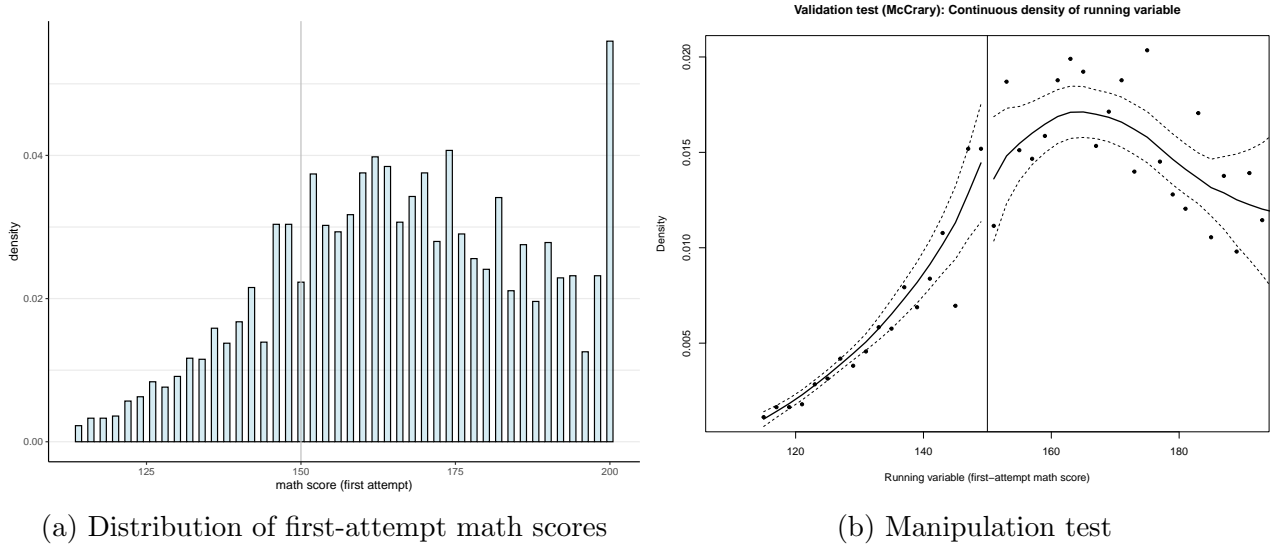 Validation test (McCrary): Continuous density of running variable
density
0.04
0.02
0.00
125
150
175
200
math score (first attempt)
Density
0.020
0.015
0.010
0.005
120
140
160
180
Running variable (first−attempt math score)
(a) Distribution of first-attempt math scores
(b) Manipulation test